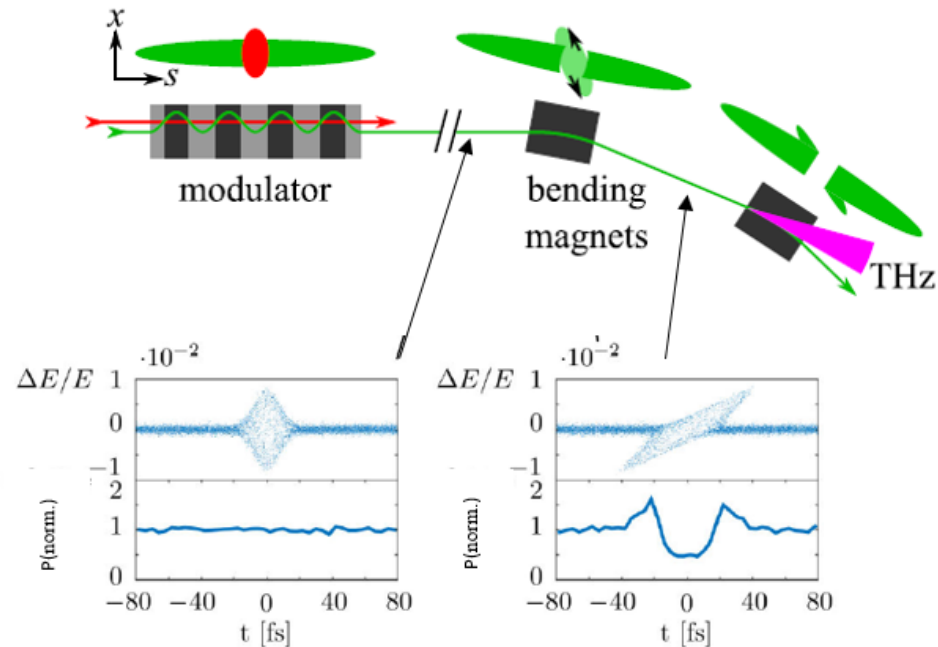 x
s
modulator
bending
magnets
THz
·10⁻²
ΔE/E
1
0
−1
P(norm.)
2
1
0
−80
−40
0
40
80
t [fs]
·10⁻²
ΔE/E
1
0
−1
P(norm.)
2
1
0
−80
−40
0
40
80
t [fs]